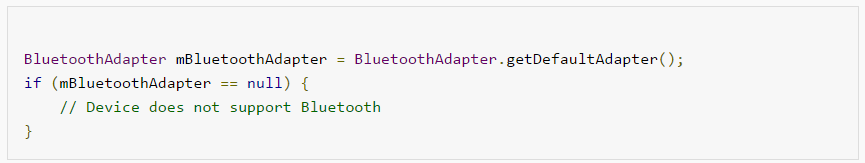 BluetoothAdapter mBluetoothAdapter = BluetoothAdapter.getDefaultAdapter();
if (mBluetoothAdapter == null) {
    // Device does not support Bluetooth
}